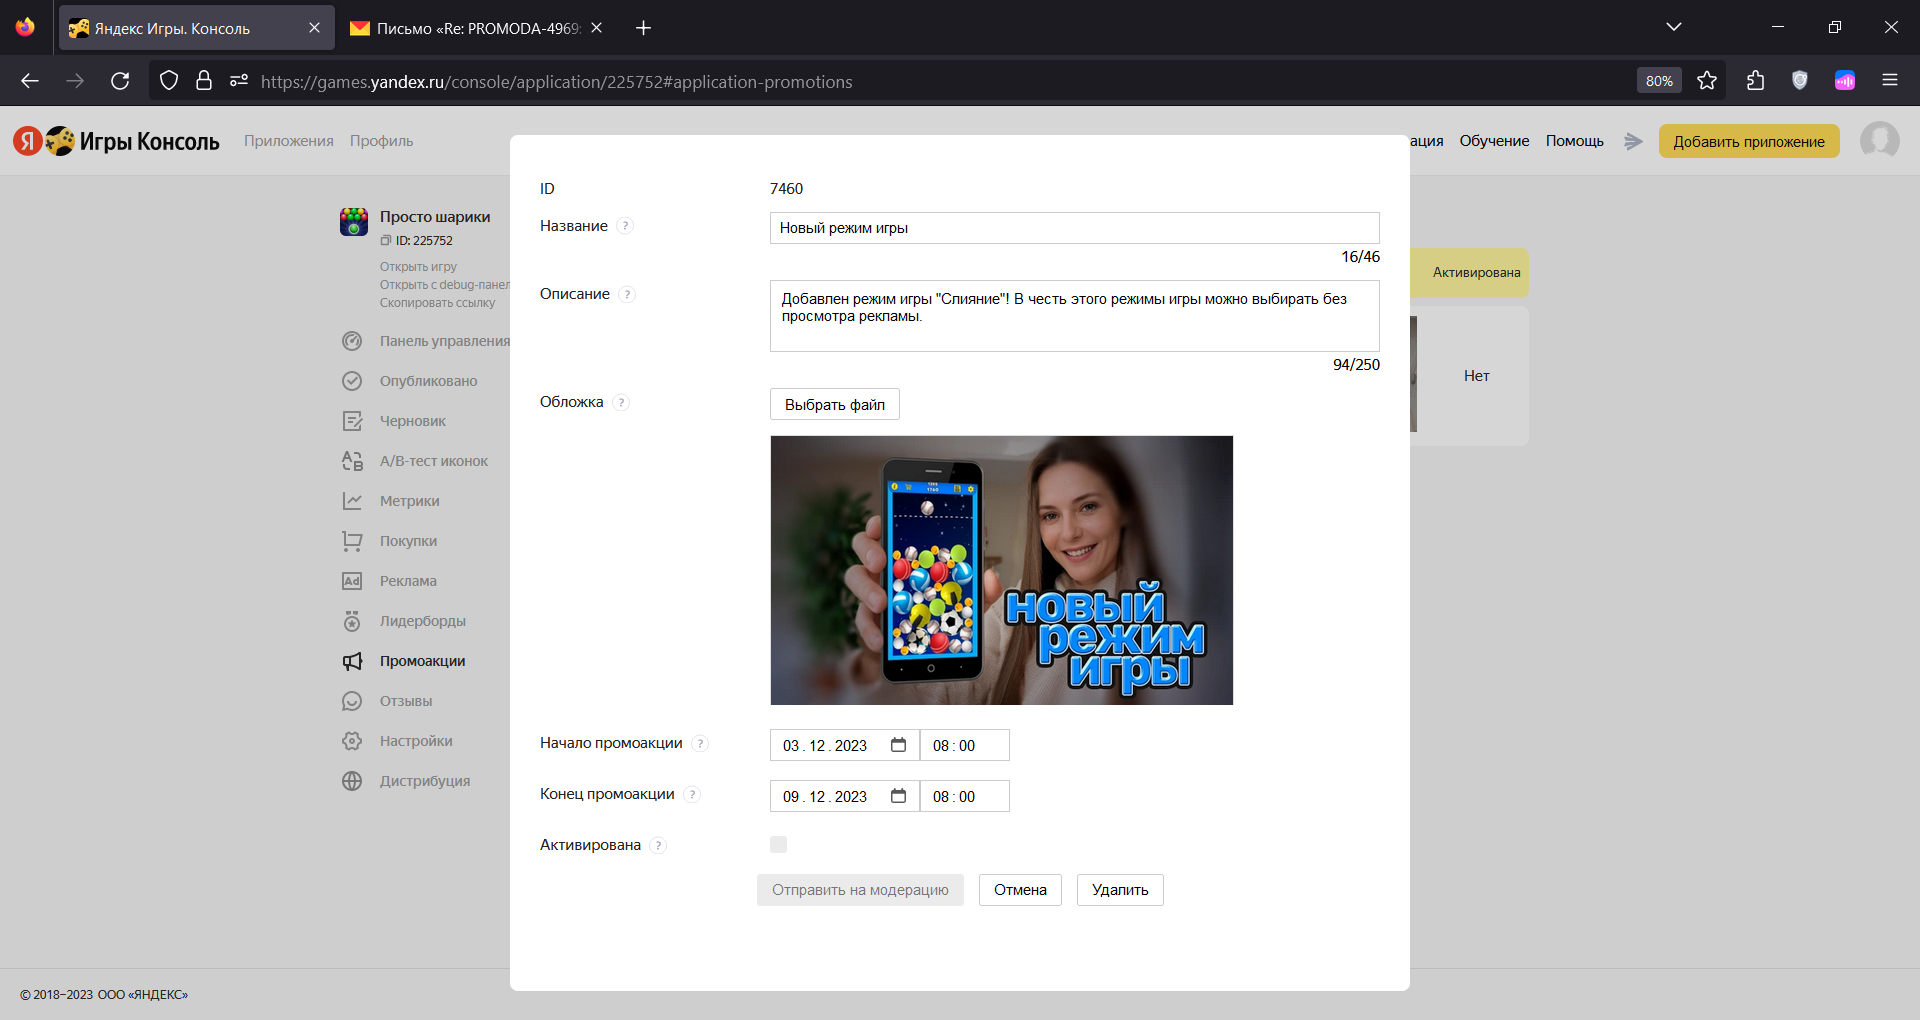 Яндекс Игры. Консоль
Письмо «Re: PROMODA-4969:
https://games.yandex.ru/console/application/225752#application-promotions
80%
Я Игры Консоль
Приложения
Профиль
ация
Обучение
Помощь
Добавить приложение
Просто шарики
ID: 225752
Открыть игру
Открыть с debug-панел
Скопировать ссылку
Панель управления
Опубликовано
Черновик
A/B-тест иконок
Метрики
Покупки
Ad Реклама
Лидерборды
Промоакции
Отзывы
Настройки
Дистрибуция
ID
7460
Название ?
Новый режим игры
16/46
Описание ?
Добавлен режим игры "Слияние"! В честь этого режимы игры можно выбирать без
просмотра рекламы.
94/250
Обложка ?
Выбрать файл
НОВЫЙ
РЕЖИМ
ИГРЫ
Начало промоакции ?
03 . 12 . 2023
08 : 00
Конец промоакции ?
09 . 12 . 2023
08 : 00
Активирована ?
Отправить на модерацию
Отмена
Удалить
Активирована
Нет
© 2018–2023 ООО «ЯНДЕКС»